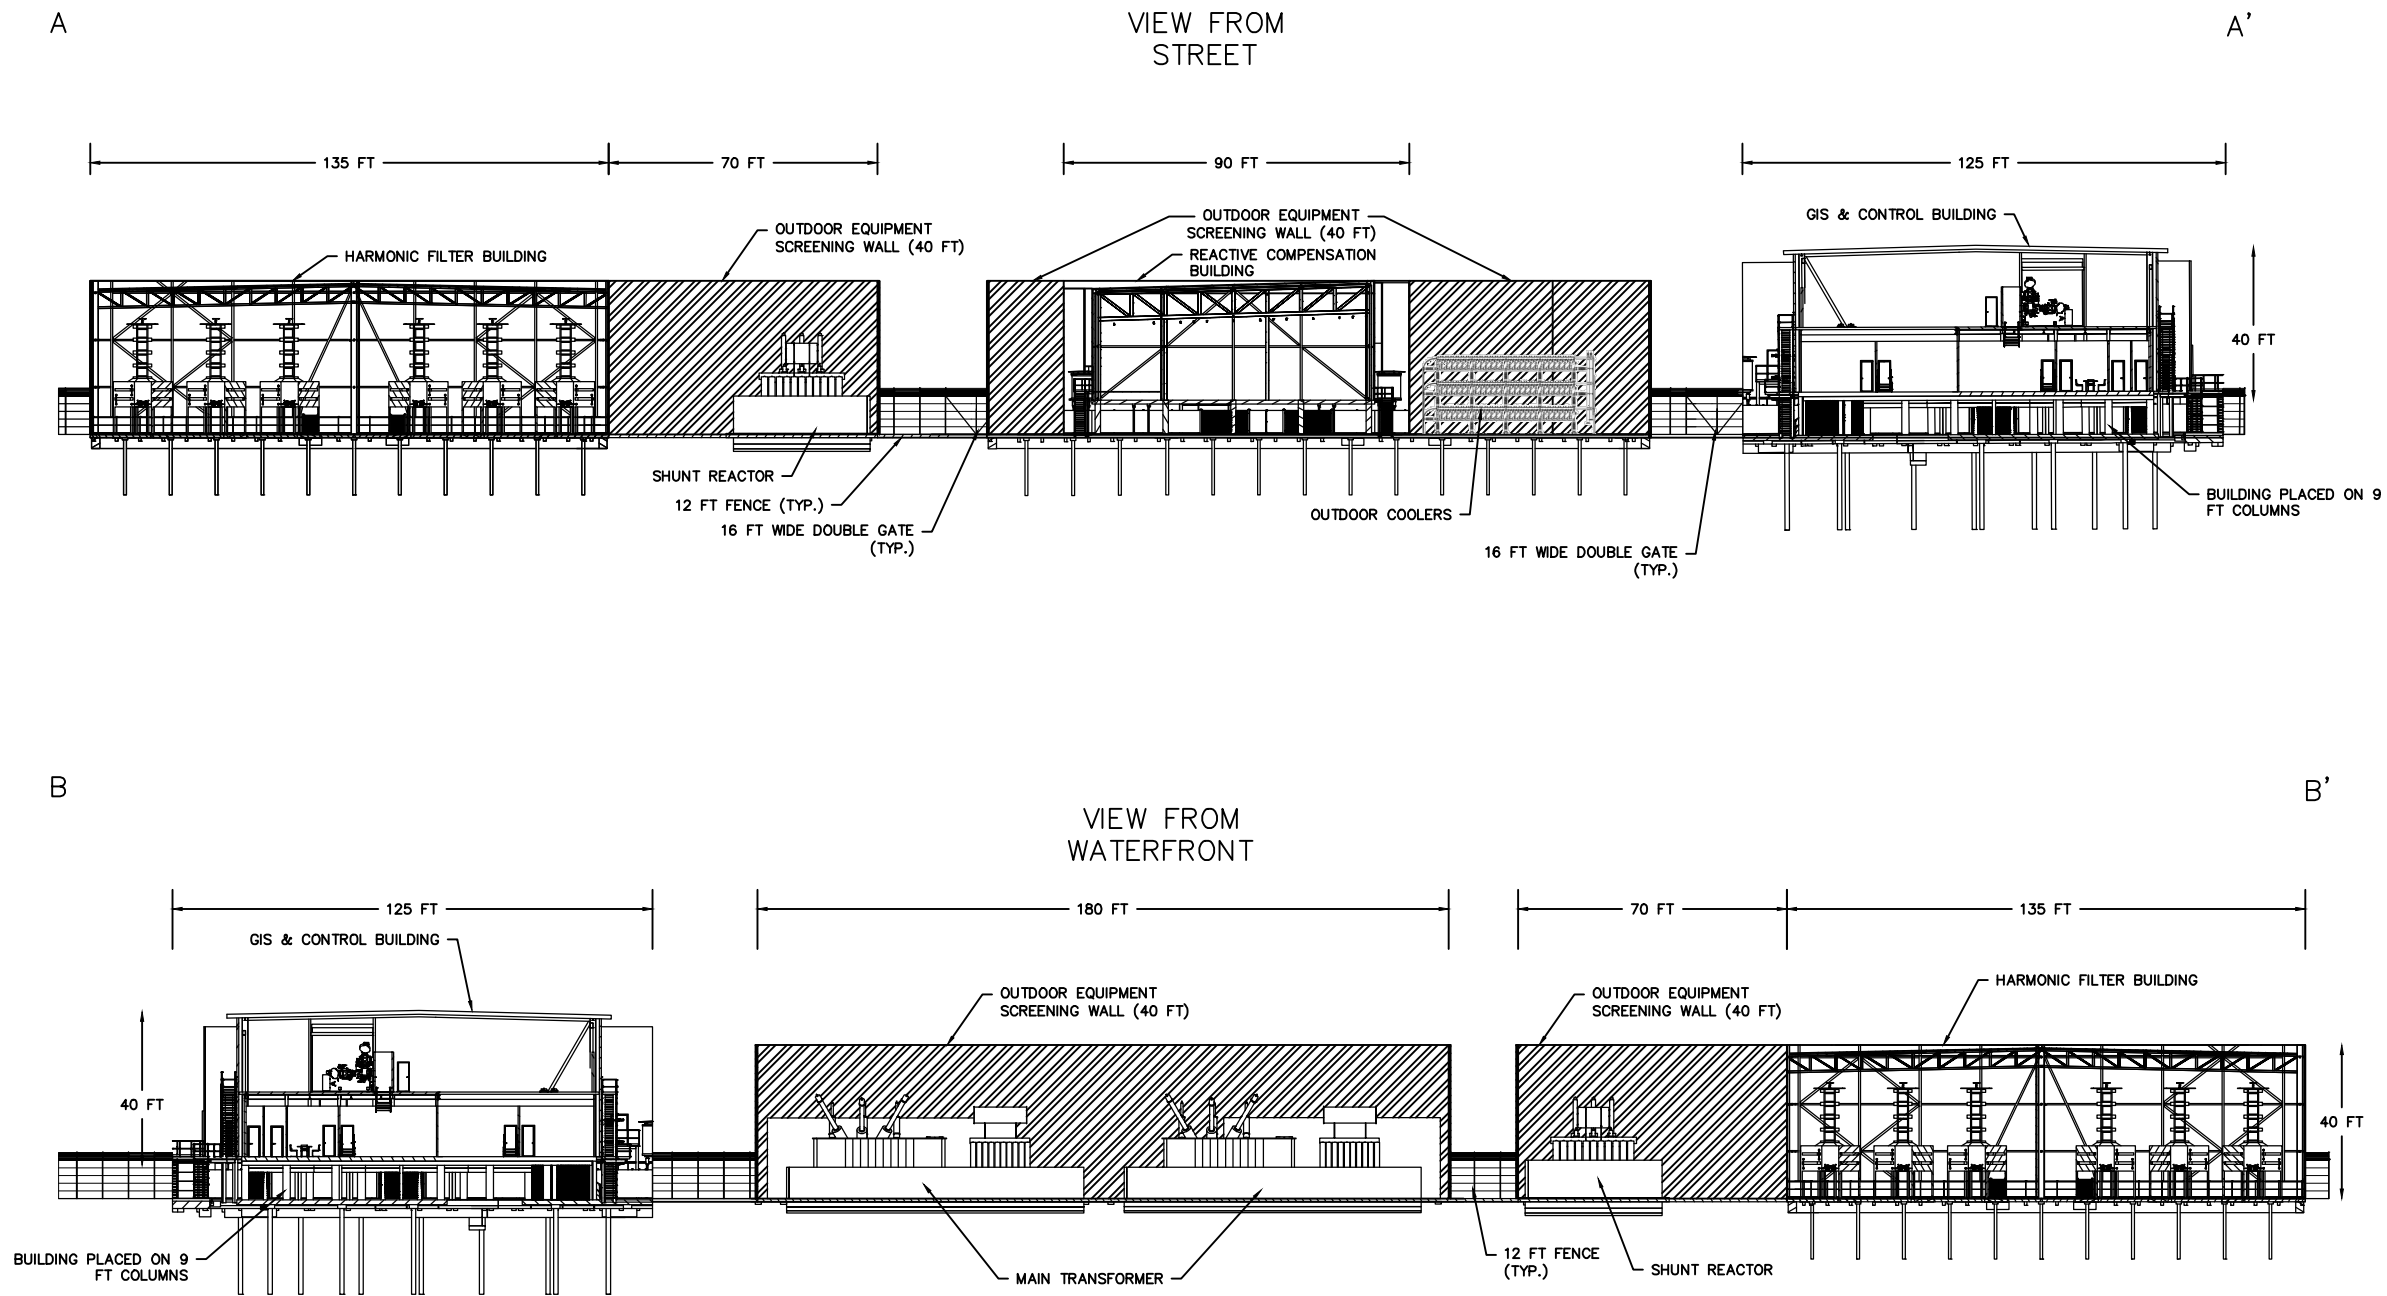 A
VIEW FROM
STREET
A'
135 FT
70 FT
90 FT
125 FT
HARMONIC FILTER BUILDING
OUTDOOR EQUIPMENT
SCREENING WALL (40 FT)
OUTDOOR EQUIPMENT
SCREENING WALL (40 FT)
REACTIVE COMPENSATION
BUILDING
GIS & CONTROL BUILDING
40 FT
SHUNT REACTOR
12 FT FENCE (TYP.)
16 FT WIDE DOUBLE GATE
(TYP.)
OUTDOOR COOLERS
16 FT WIDE DOUBLE GATE
(TYP.)
BUILDING PLACED ON 9
FT COLUMNS
B
VIEW FROM
WATERFRONT
B'
125 FT
180 FT
70 FT
135 FT
GIS & CONTROL BUILDING
OUTDOOR EQUIPMENT
SCREENING WALL (40 FT)
OUTDOOR EQUIPMENT
SCREENING WALL (40 FT)
HARMONIC FILTER BUILDING
40 FT
40 FT
BUILDING PLACED ON 9
FT COLUMNS
MAIN TRANSFORMER
12 FT FENCE
(TYP.)
SHUNT REACTOR